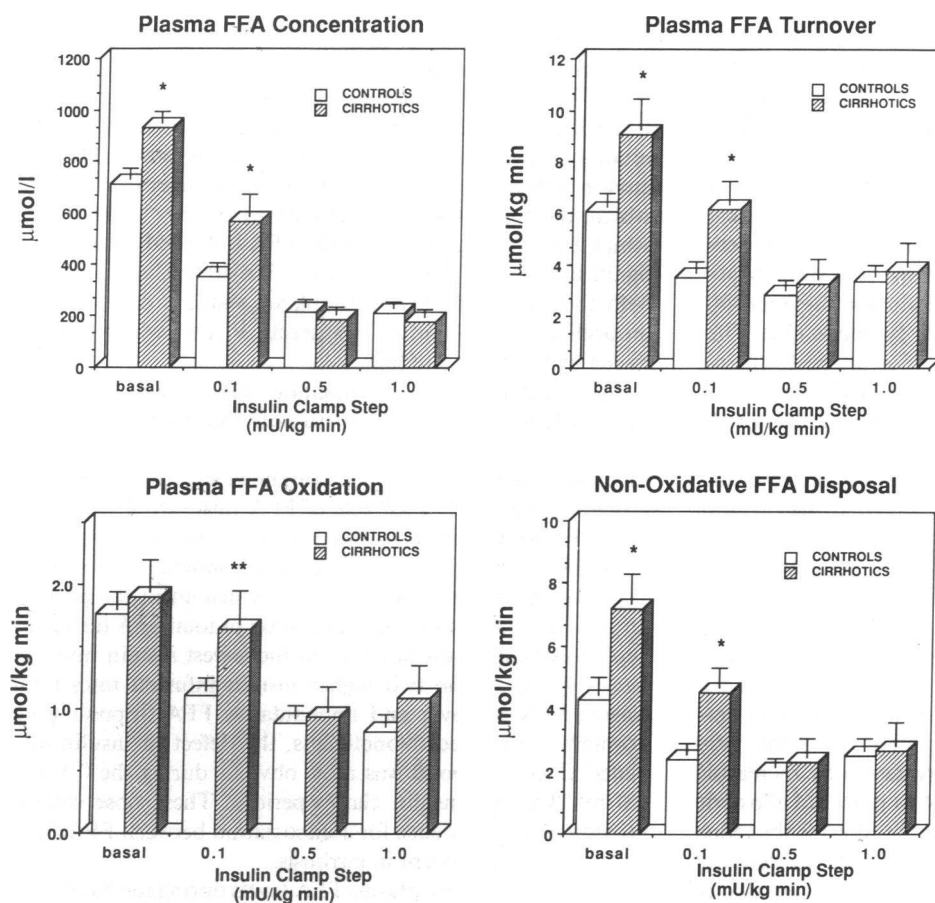 Plasma FFA Concentration
μmol/l
1200
1000
800
600
400
200
0
CONTROLS
CIRRHOTICS
*
*
basal 0.1 0.5 1.0
Insulin Clamp Step
(mU/kg min)
Plasma FFA Turnover
μmol/kg min
12
10
8
6
4
2
0
CONTROLS
CIRRHOTICS
*
*
basal 0.1 0.5 1.0
Insulin Clamp Step
(mU/kg min)
Plasma FFA Oxidation
μmol/kg min
2.0
1.0
0.0
CONTROLS
CIRRHOTICS
**
basal 0.1 0.5 1.0
Insulin Clamp Step
(mU/kg min)
Non-Oxidative FFA Disposal
μmol/kg min
10
8
6
4
2
0
CONTROLS
CIRRHOTICS
*
*
basal 0.1 0.5 1.0
Insulin Clamp Step
(mU/kg min)